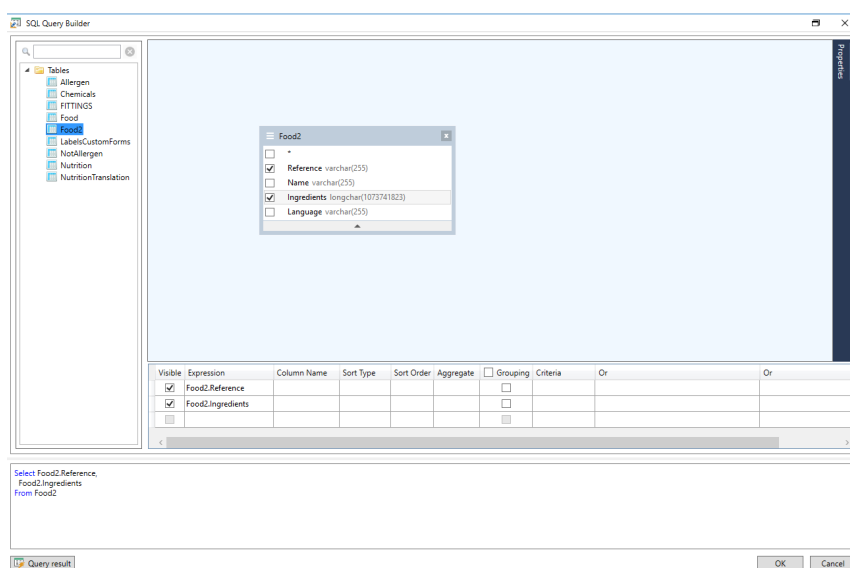 SQL Query Builder
Tables
Allergen
Chemicals
FITTINGS
Food
Food2
LabelsCustomForms
NotAllergen
Nutrition
NutritionTranslation
Properties
Food2
*
Reference varchar(255)
Name varchar(255)
Ingredients longchar(1073741823)
Language varchar(255)
Visible Expression Column Name Sort Type Sort Order Aggregate Grouping Criteria Or Or
Food2.Reference
Food2.Ingredients
Select Food2.Reference,
Food2.Ingredients
From Food2
Query result OK Cancel